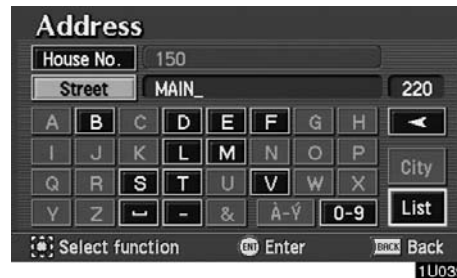 Address
House No. 150
Street MAIN_ 220
A B C D E F G H
I J K L M N O P
Q R S T U V W X City
Y Z - & À-Ý 0-9 List
Select function ENT Enter BACK Back
1U03